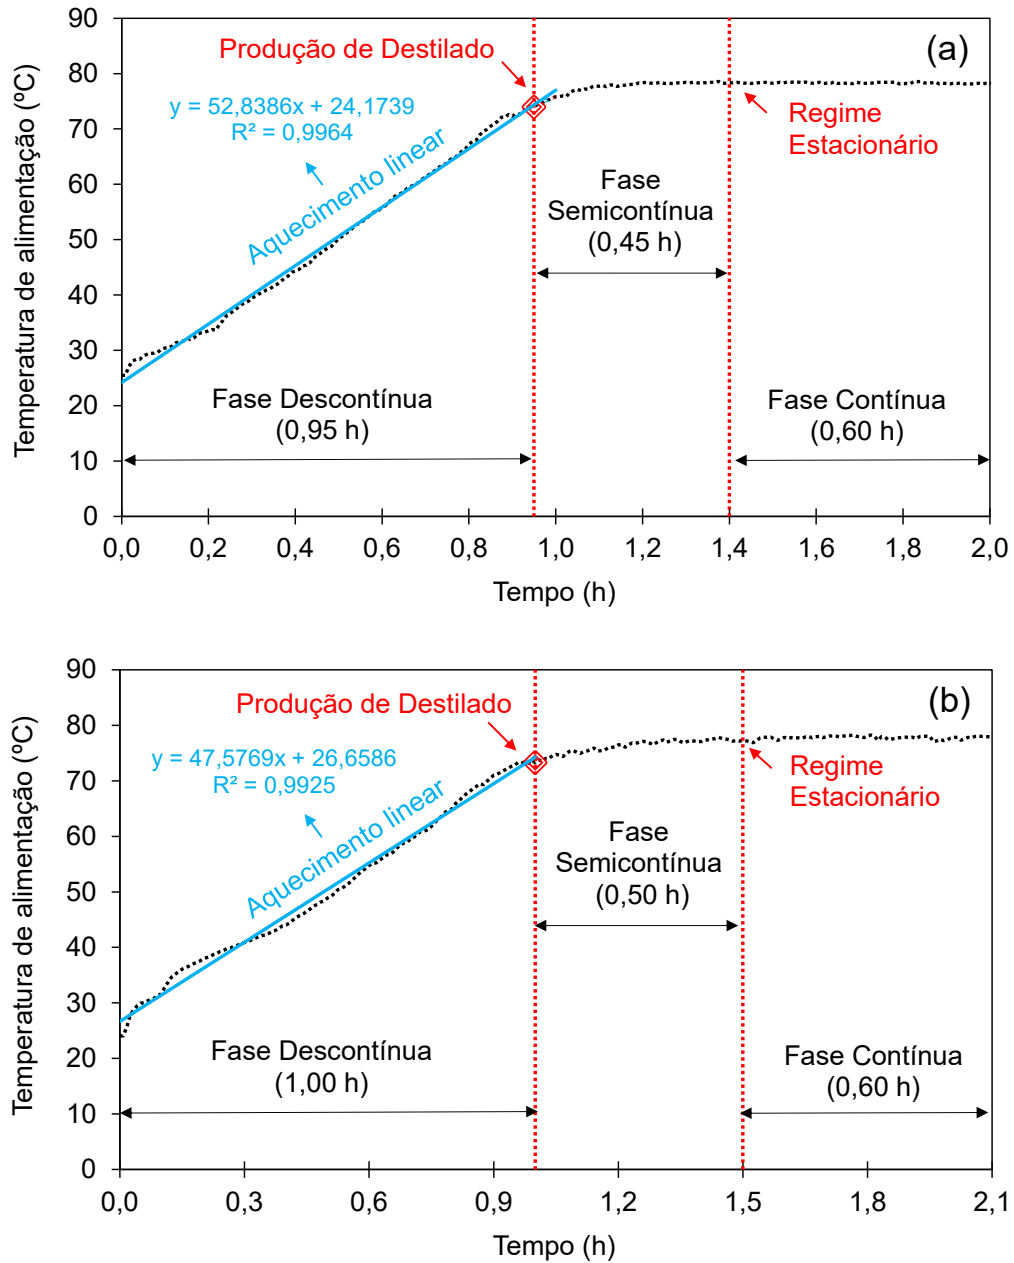 (a)
Produção de Destilado
y = 52,8386x + 24,1739
R² = 0,9964
Aquecimento linear
Regime
Estacionário
Fase
Semicontínua
(0,45 h)
Fase Descontínua
(0,95 h)
Fase Contínua
(0,60 h)
Temperatura de alimentação (ºC)
90
80
70
60
50
40
30
20
10
0
0,0 0,2 0,4 0,6 0,8 1,0 1,2 1,4 1,6 1,8 2,0
Tempo (h)
(b)
Produção de Destilado
y = 47,5769x + 26,6586
R² = 0,9925
Aquecimento linear
Regime
Estacionário
Fase
Semicontínua
(0,50 h)
Fase Descontínua
(1,00 h)
Fase Contínua
(0,60 h)
Temperatura de alimentação (ºC)
90
80
70
60
50
40
30
20
10
0
0,0 0,3 0,6 0,9 1,2 1,5 1,8 2,1
Tempo (h)